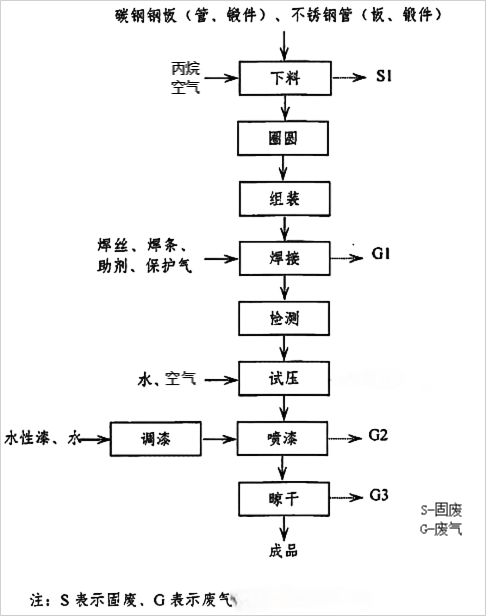 碳钢钢板（管、锻件）、不锈钢管（板、锻件）
丙烷
空气
下料
S1
圈圆
组装
焊丝、焊条、
助剂、保护气
焊接
G1
检测
水、空气
试压
水性漆、水
调漆
喷漆
G2
晾干
G3
S-固废
G-废气
成品
注：S 表示固废、G 表示废气